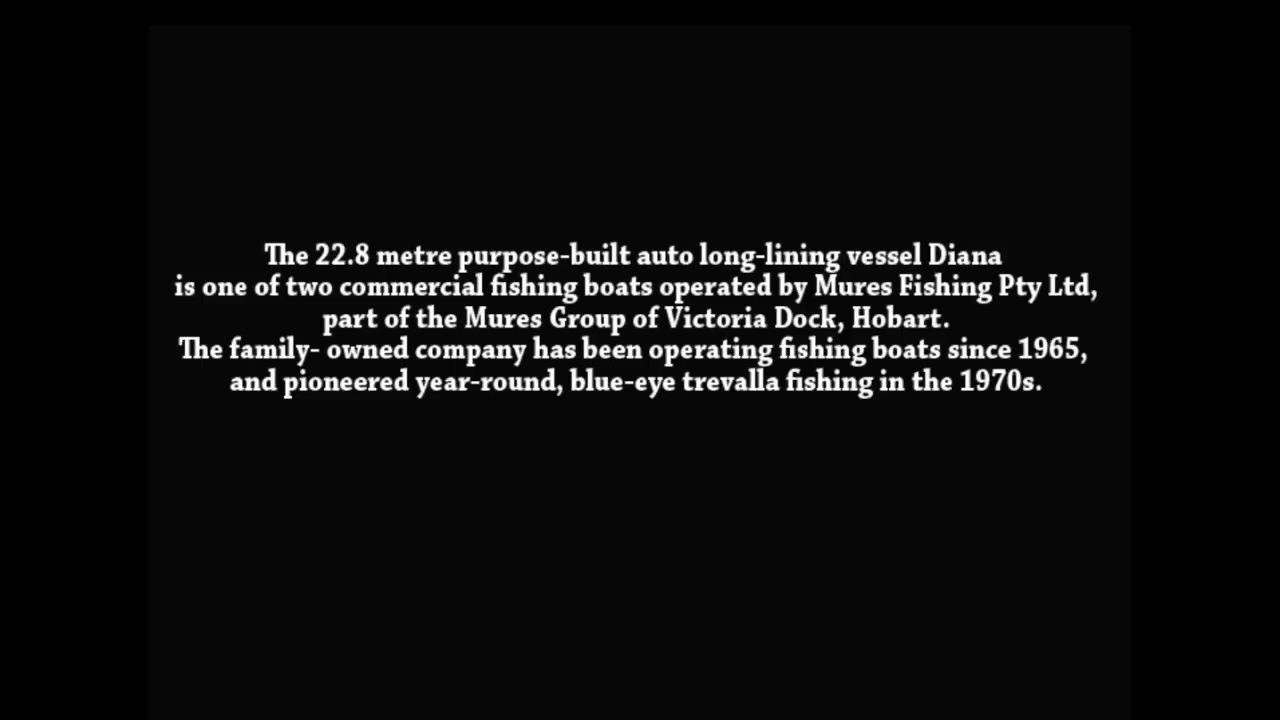 The 22.8 metre purpose-built auto long-lining vessel Diana
is one of two commercial fishing boats operated by Mures Fishing Pty Ltd,
part of the Mures Group of Victoria Dock, Hobart.
The family- owned company has been operating fishing boats since 1965,
and pioneered year-round, blue-eye trevalla fishing in the 1970s.